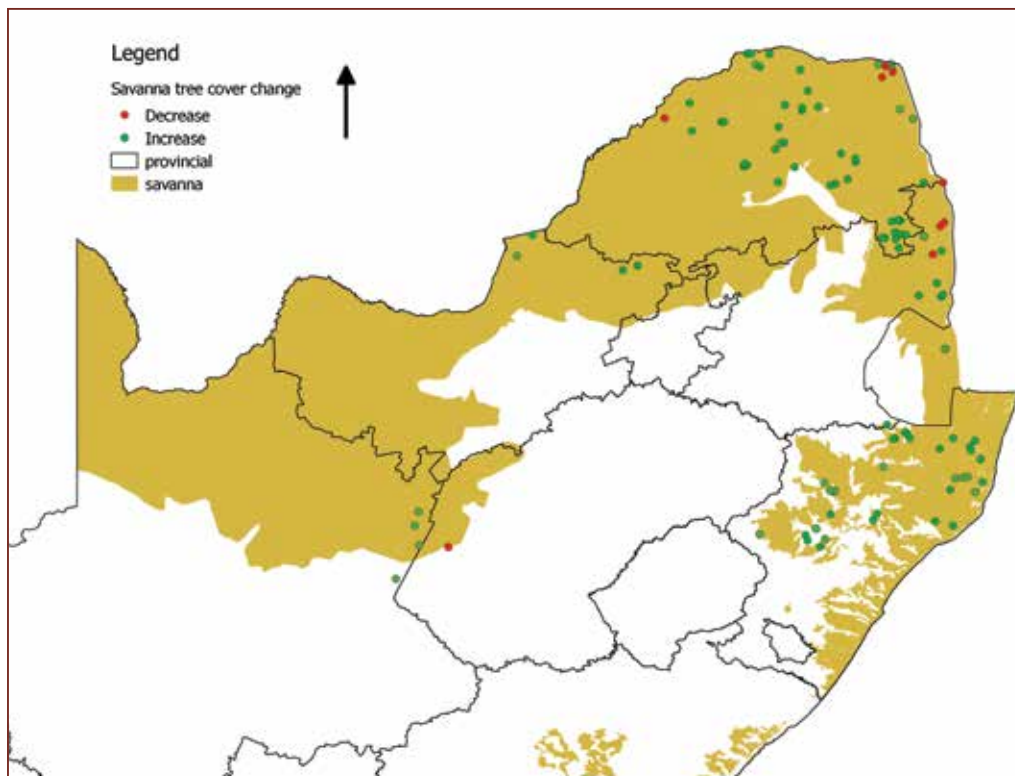 Legend
Savanna tree cover change
Decrease
Increase
provincial
savanna